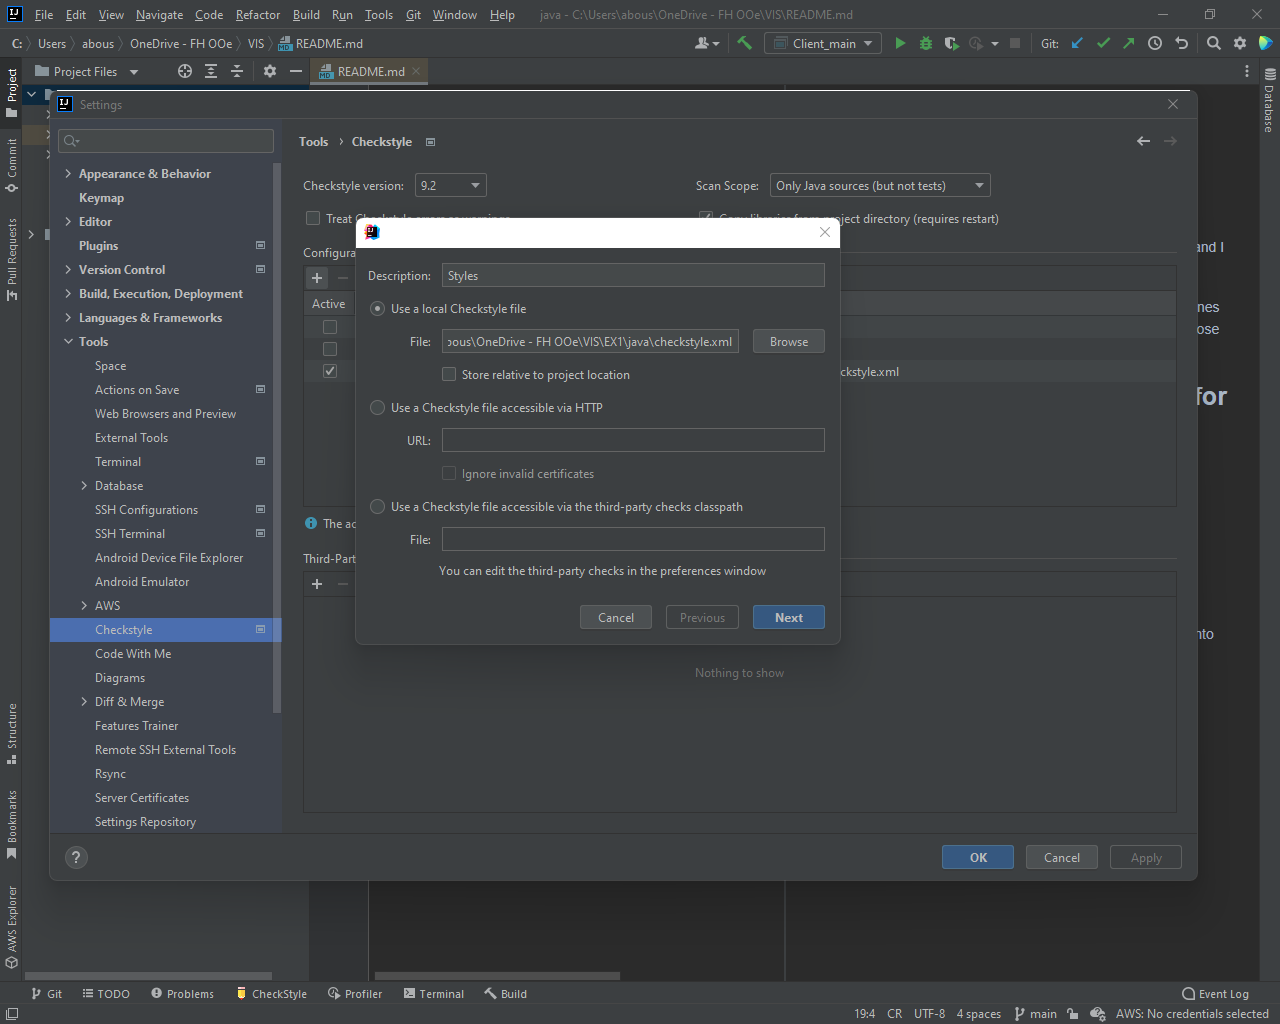 File Edit View Navigate Code Refactor Build Run Tools Git Window Help java - C:\Users\abous\OneDrive - FH OOe\VIS\README.md
C: Users abous OneDrive - FH OOe VIS README.md Client_main Git:
Project Files README.md
Project
Commit
Pull Requests
Structure
Bookmarks
AWS Explorer
Database
Settings
Appearance & Behavior
Keymap
Editor
Plugins
Version Control
Build, Execution, Deployment
Languages & Frameworks
Tools
Space
Actions on Save
Web Browsers and Preview
External Tools
Terminal
Database
SSH Configurations
SSH Terminal
Android Device File Explorer
Android Emulator
AWS
Checkstyle
Code With Me
Diagrams
Diff & Merge
Features Trainer
Remote SSH External Tools
Rsync
Server Certificates
Settings Repository
Tools › Checkstyle
Checkstyle version: 9.2 Scan Scope: Only Java sources (but not tests)
Treat project directory (requires restart)
Configura
Active
ckstyle.xml
The ac
Third-Part
Nothing to show
Description: Styles
Use a local Checkstyle file
File: bous\OneDrive - FH OOe\VIS\EX1\java\checkstyle.xml Browse
Store relative to project location
Use a Checkstyle file accessible via HTTP
URL:
Ignore invalid certificates
Use a Checkstyle file accessible via the third-party checks classpath
File:
You can edit the third-party checks in the preferences window
Cancel Previous Next
and I
nes
ose
for
nto
? OK Cancel Apply
Git TODO Problems CheckStyle Profiler Terminal Build Event Log
19:4 CR UTF-8 4 spaces main AWS: No credentials selected